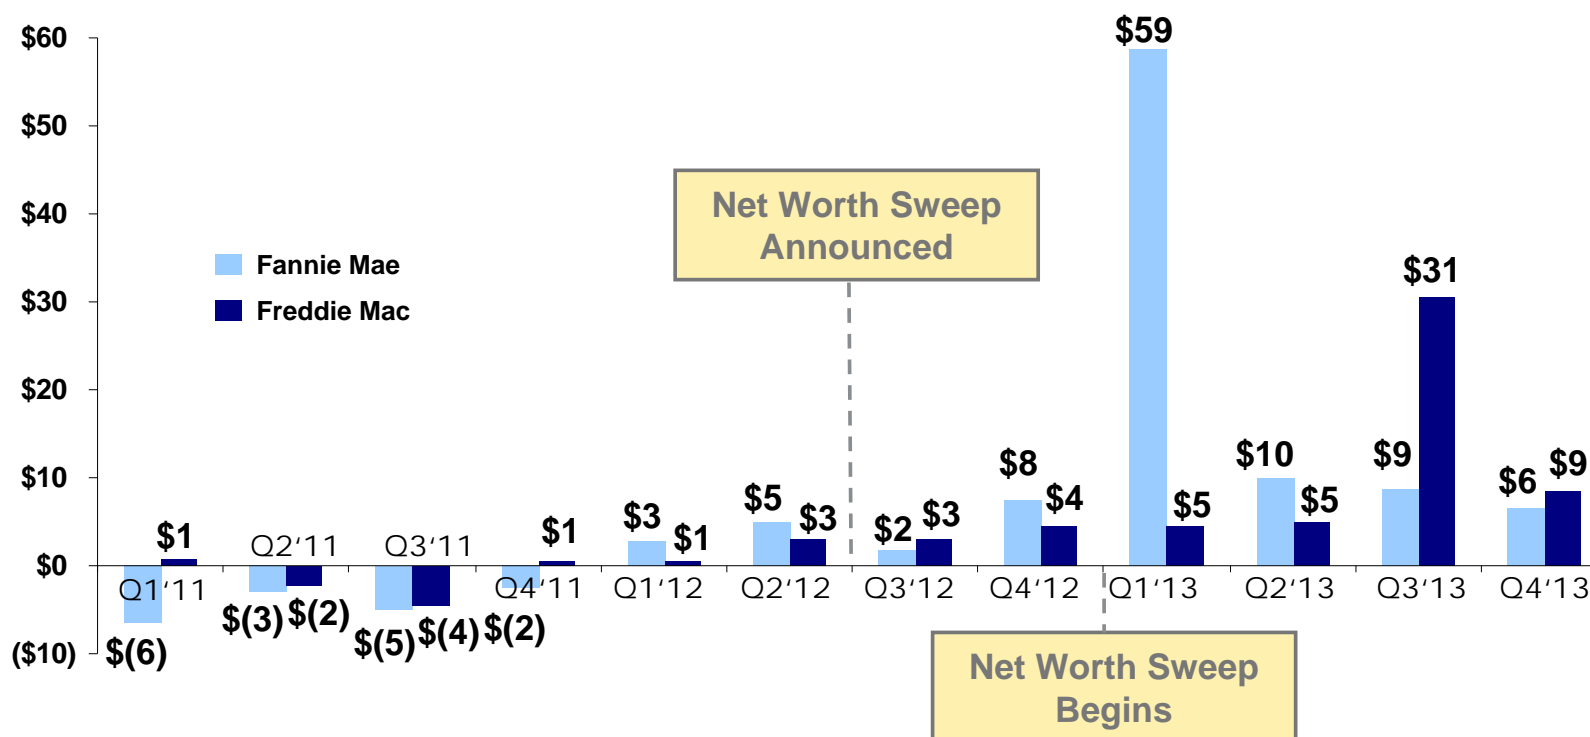 $60
$50
$40
$30
$20
$10
$0
($10)
Fannie Mae
Freddie Mac
Net Worth Sweep
Announced
Net Worth Sweep
Begins
$(6)
$1
$(3)
$(2)
$(5)
$(4)
$(2)
$1
$3
$1
$5
$3
$2
$3
$8
$4
$59
$5
$10
$5
$9
$31
$6
$9
Q1‘11
Q2‘11
Q3‘11
Q4‘11
Q1‘12
Q2‘12
Q3‘12
Q4‘12
Q1‘13
Q2‘13
Q3‘13
Q4‘13